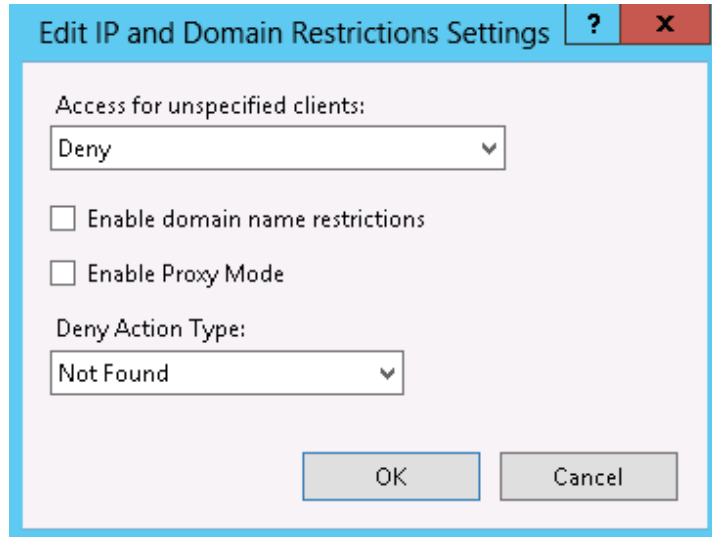 Edit IP and Domain Restrictions Settings ? x
Access for unspecified clients:
Deny
Enable domain name restrictions
Enable Proxy Mode
Deny Action Type:
Not Found
OK Cancel